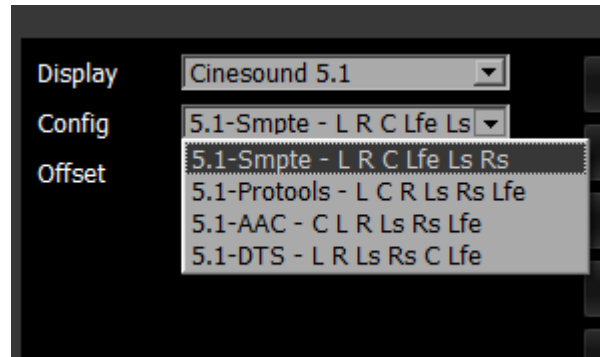 Display Cinesound 5.1
Config 5.1-Smpte - L R C Lfe Ls
Offset
5.1-Smpte - L R C Lfe Ls Rs
5.1-Protools - L C R Ls Rs Lfe
5.1-AAC - C L R Ls Rs Lfe
5.1-DTS - L R Ls Rs C Lfe